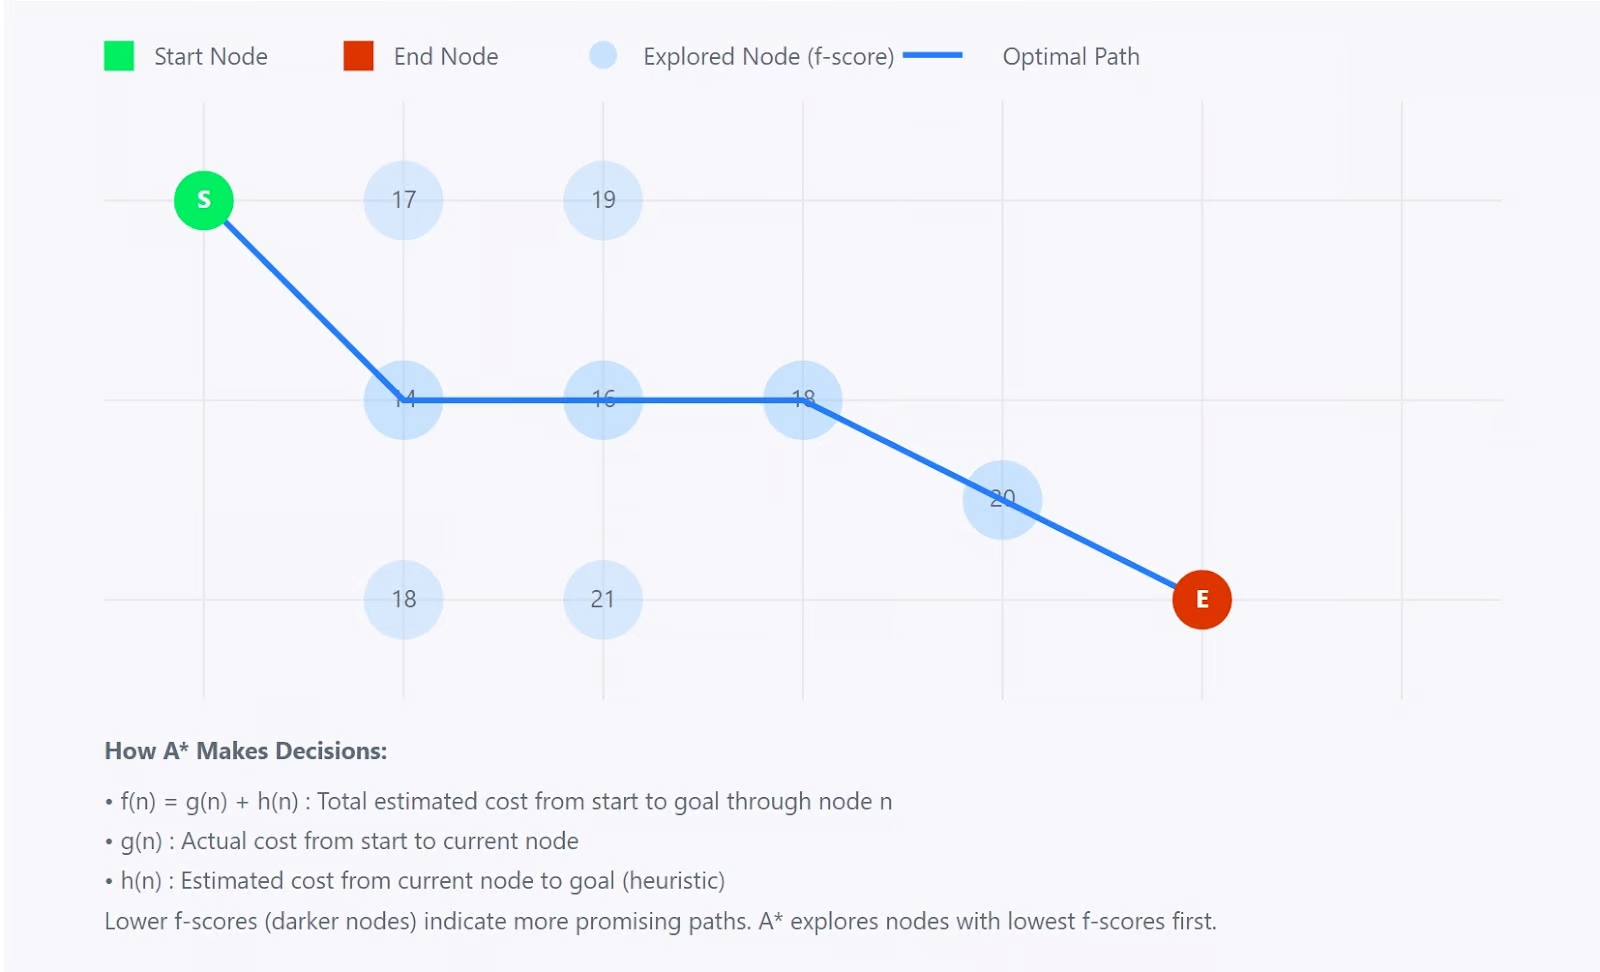 Start Node End Node Explored Node (f-score) Optimal Path
S 17 19
14 16 18
20
18 21 E
How A* Makes Decisions:
• f(n) = g(n) + h(n) : Total estimated cost from start to goal through node n
• g(n) : Actual cost from start to current node
• h(n) : Estimated cost from current node to goal (heuristic)
Lower f-scores (darker nodes) indicate more promising paths. A* explores nodes with lowest f-scores first.